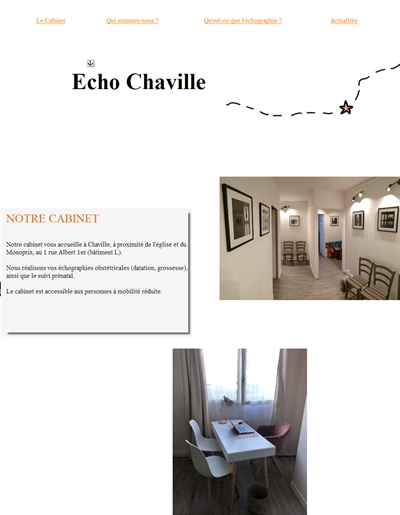 Le Cabinet Qui sommes nous ? Qu'est-ce que l'échographie ? Actualités
Echo Chaville
NOTRE CABINET
Notre cabinet vous accueille à Chaville, à proximité de l'église et du
Monoprix, au 1 rue Albert 1er (bâtiment L).
Nous réalisons vos échographies obstétricales (datation, grossesse),
ainsi que le suivi prénatal.
Le cabinet est accessible aux personnes à mobilité réduite.